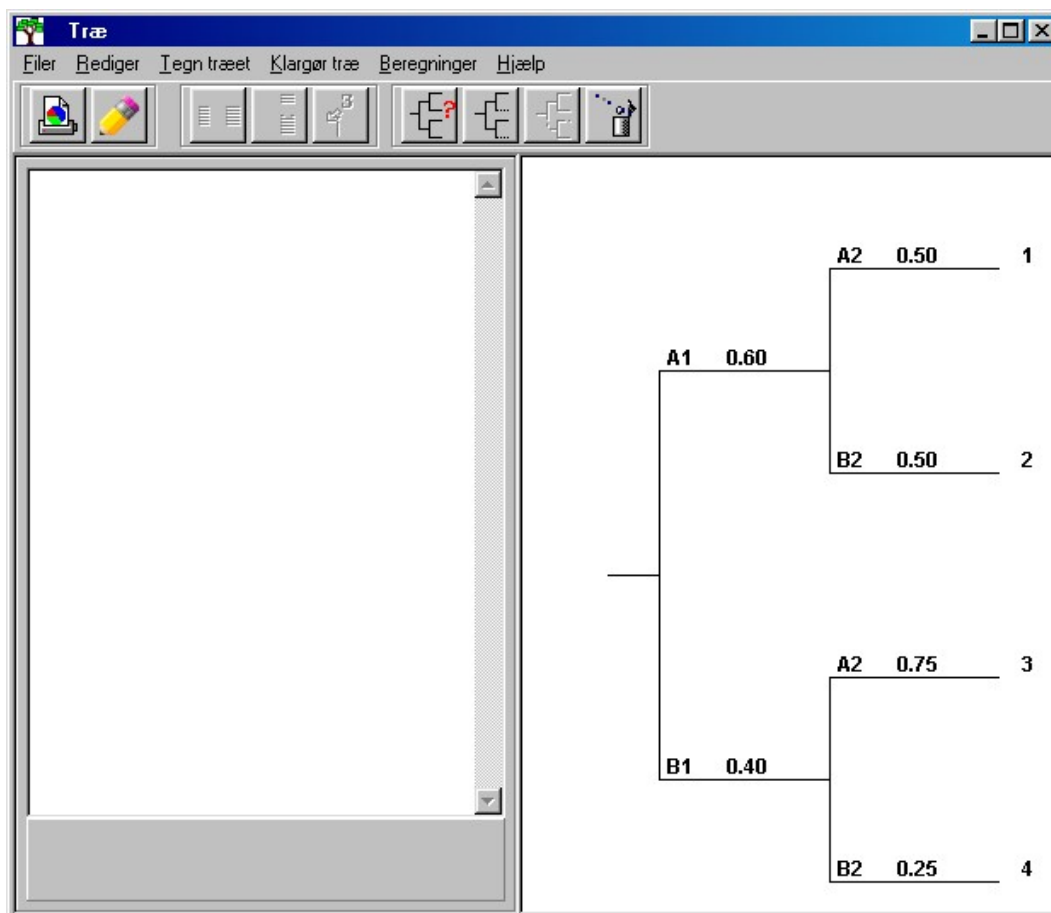 Træ
Filer Rediger Tegn træet Klargør træ Beregninger Hjælp
3
?
A2 0.50 1
A1 0.60
B2 0.50 2
A2 0.75 3
B1 0.40
B2 0.25 4